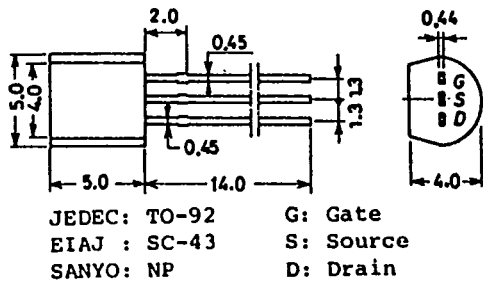 2.0
0.44
0.45
5.0
4.0
G
S
D
1.3
1.3
0.45
5.0
14.0
4.0
JEDEC: TO-92 G: Gate
EIAJ : SC-43 S: Source
SANYO: NP D: Drain